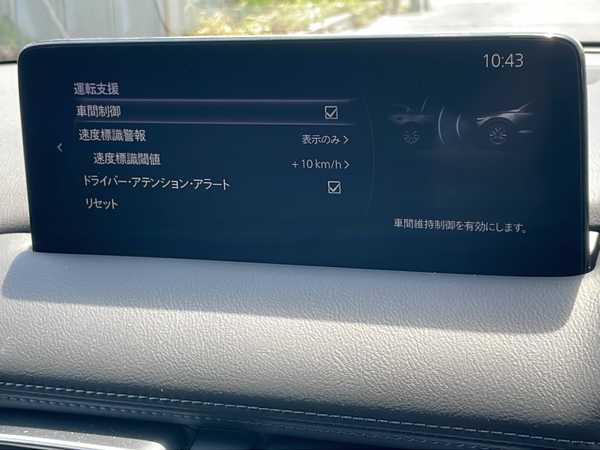 10:43
運転支援
車間制御
速度標識警報 表示のみ
速度標識閾値 +10 km/h
ドライバー・アテンション・アラート
リセット
車間維持制御を有効にします。